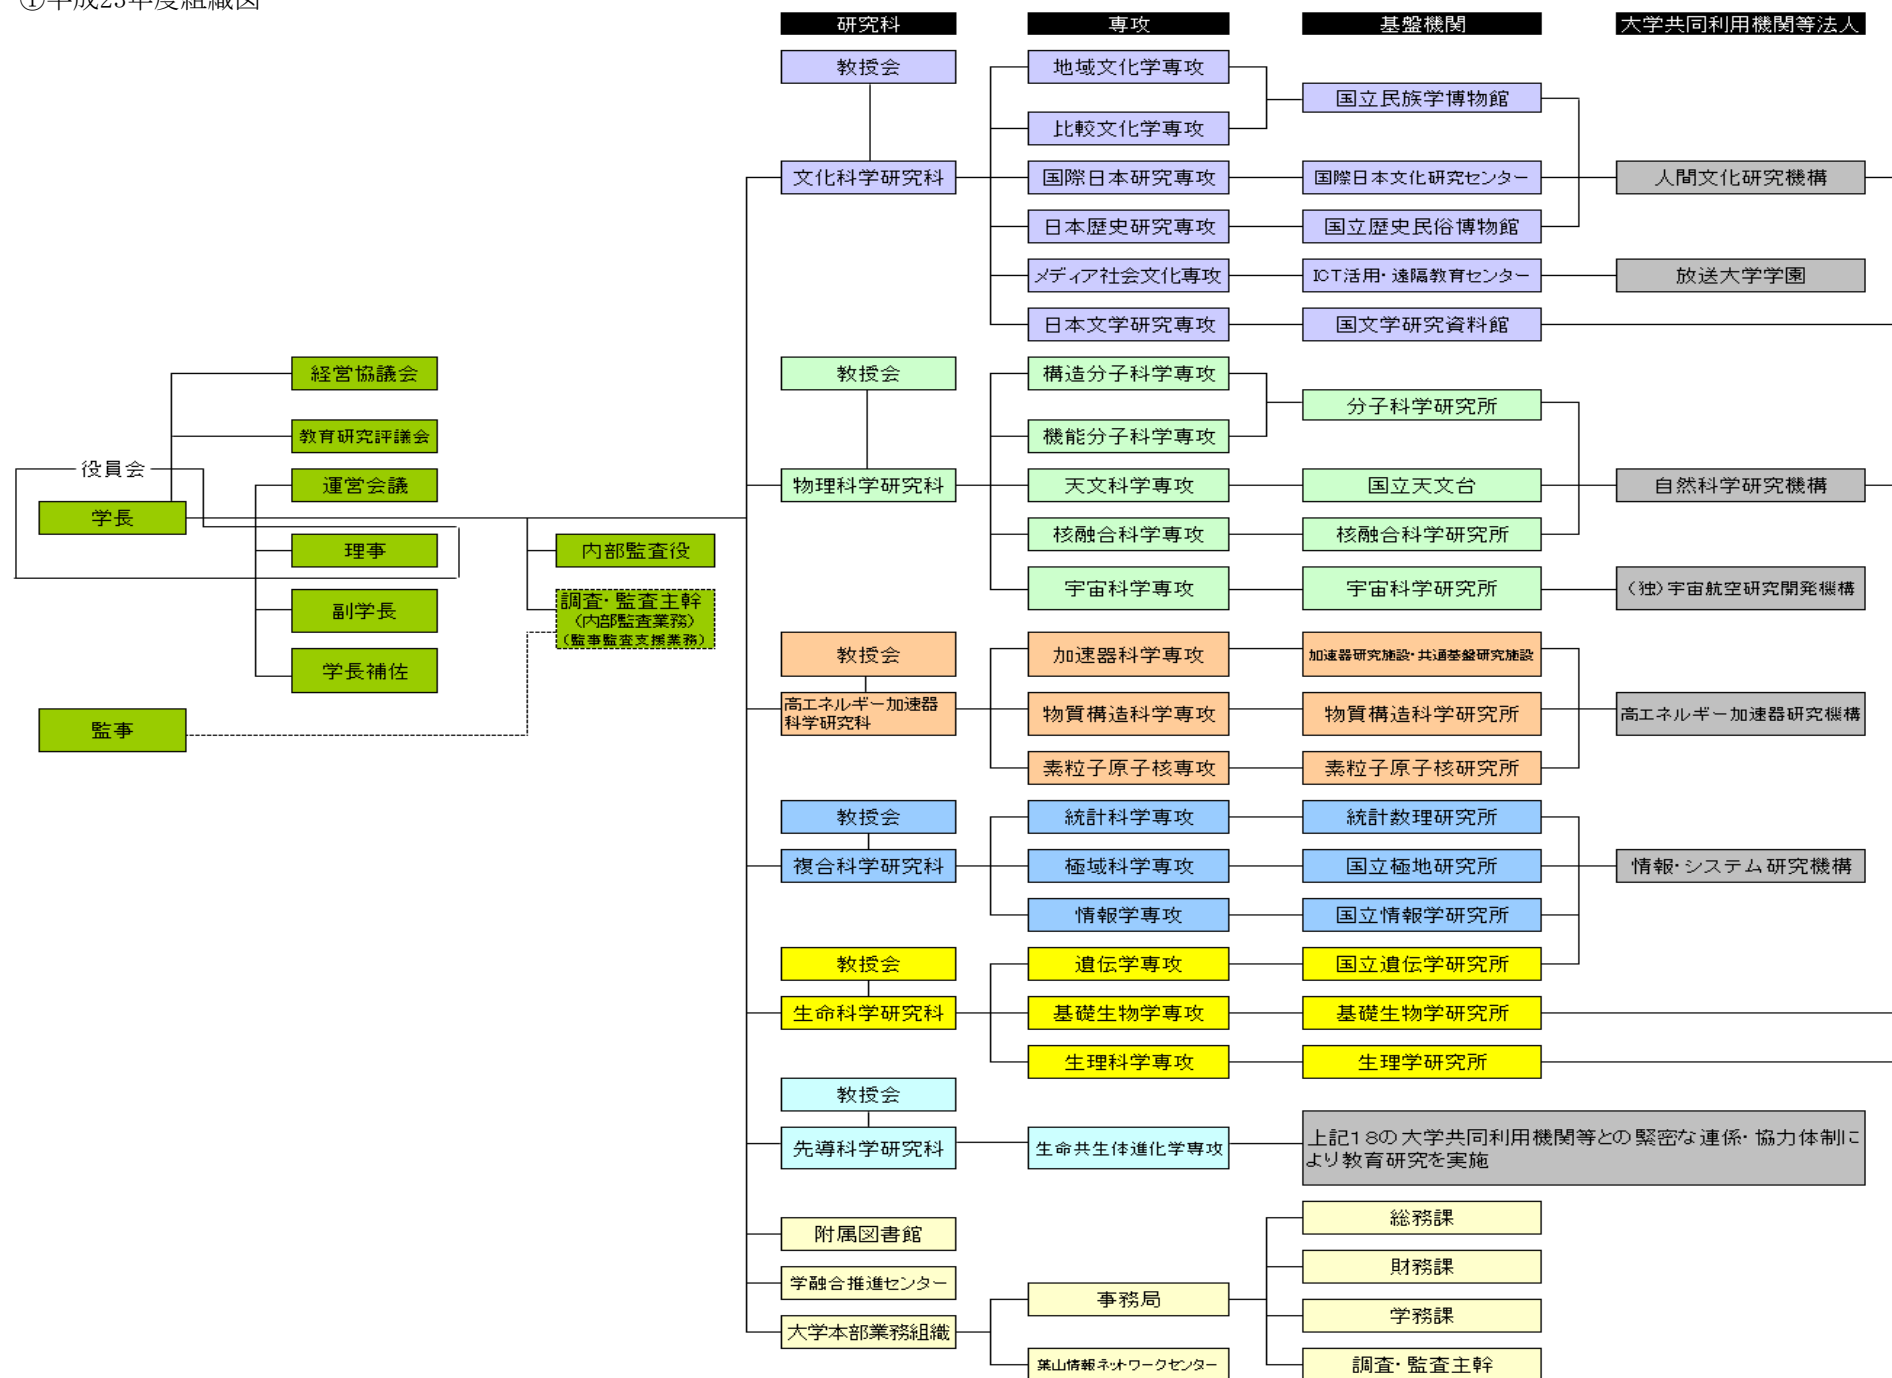 ①平成23年度組織図
研究科
専攻
基盤機関
大学共同利用機関等法人
教授会
文化科学研究科
地域文化学専攻
比較文化学専攻
国際日本研究専攻
日本歴史研究専攻
メディア社会文化専攻
日本文学研究専攻
国立民族学博物館
国際日本文化研究センター
国立歴史民俗博物館
ICT活用・遠隔教育センター
国文学研究資料館
人間文化研究機構
放送大学学園
経営協議会
教育研究評議会
役員会
運営会議
学長
理事
副学長
学長補佐
監事
内部監査役
調査・監査主幹
（内部監査業務）
（監事監査支援業務）
教授会
物理科学研究科
構造分子科学専攻
機能分子科学専攻
天文科学専攻
核融合科学専攻
宇宙科学専攻
分子科学研究所
国立天文台
核融合科学研究所
宇宙科学研究所
自然科学研究機構
（独）宇宙航空研究開発機構
教授会
高エネルギー加速器
科学研究科
加速器科学専攻
物質構造科学専攻
素粒子原子核専攻
加速器研究施設・共通基盤研究施設
物質構造科学研究所
素粒子原子核研究所
高エネルギー加速器研究機構
教授会
複合科学研究科
統計科学専攻
極域科学専攻
情報学専攻
統計数理研究所
国立極地研究所
国立情報学研究所
情報・システム研究機構
教授会
生命科学研究科
遺伝学専攻
基礎生物学専攻
生理科学専攻
国立遺伝学研究所
基礎生物学研究所
生理学研究所
教授会
先導科学研究科
生命共生体進化学専攻
上記18の大学共同利用機関等との緊密な連係・協力体制に
より教育研究を実施
附属図書館
学融合推進センター
大学本部業務組織
事務局
葉山情報ネットワークセンター
総務課
財務課
学務課
調査・監査主幹